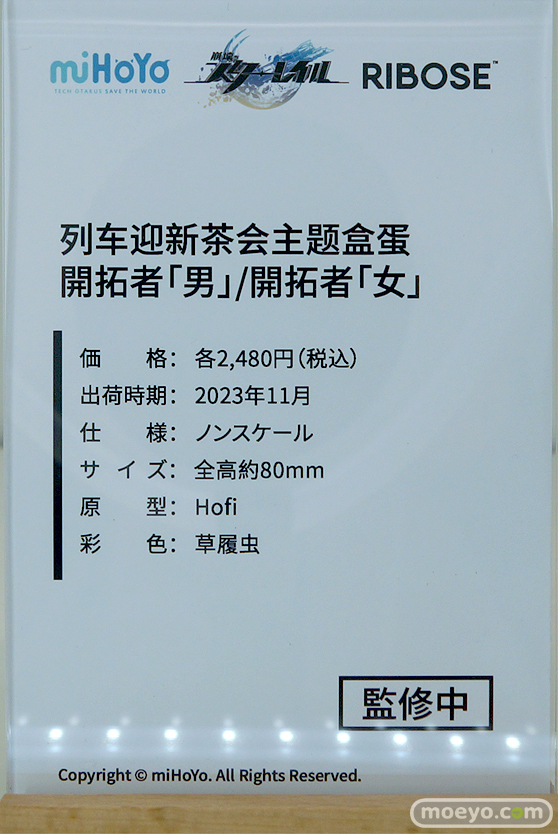 miHoYo
TECH OTAKUS SAVE THE WORLD
崩壊
スターレイル
RIBOSE™
列车迎新茶会主题盒蛋
開拓者「男」/開拓者「女」
価 格： 各2,480円（税込）
出荷時期： 2023年11月
仕 様： ノンスケール
サ イ ズ： 全高約80mm
原 型： Hofi
彩 色： 草履虫
監修中
Copyright © miHoYo. All Rights Reserved.
moeyo.com